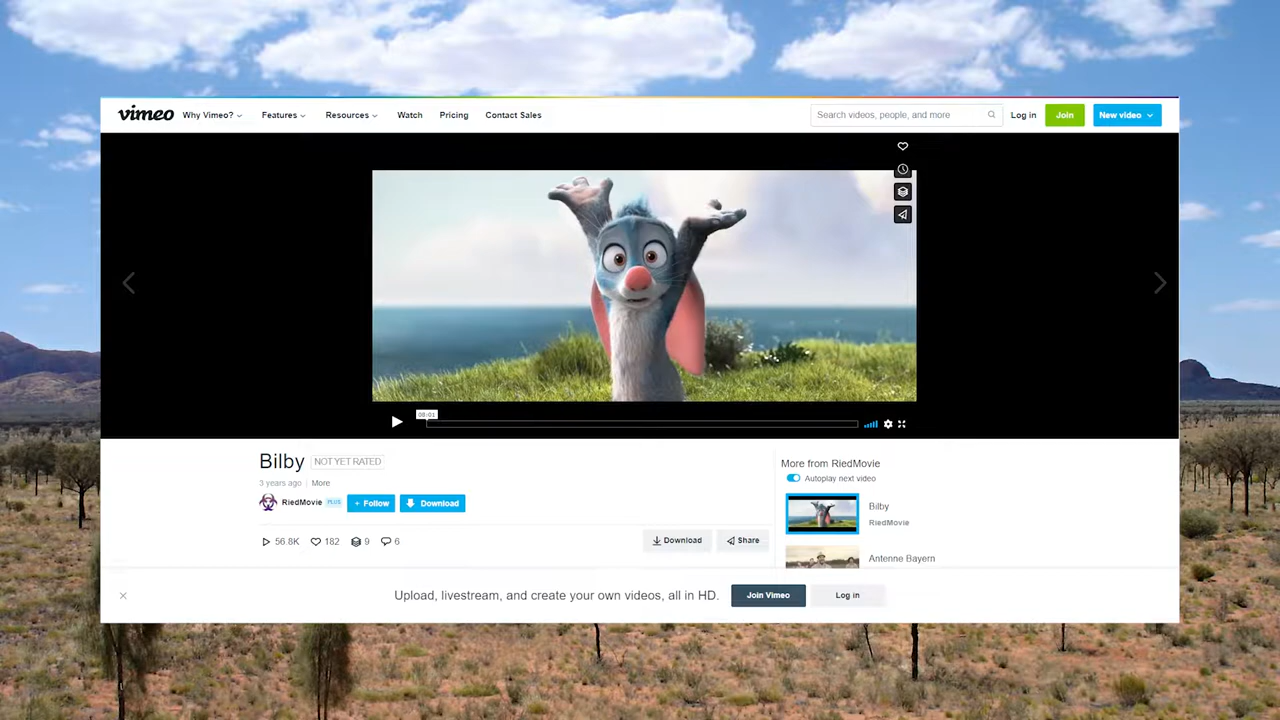 vimeo Why Vimeo? Features Resources Watch Pricing Contact Sales Search videos, people, and more Log in Join New video
08:01
Bilby NOT YET RATED
3 years ago More
RiedMovie PLUS + Follow Download
56.8K 182 9 6 Download Share
More from RiedMovie
Autoplay next video
Bilby
RiedMovie
Antenne Bayern
Upload, livestream, and create your own videos, all in HD. Join Vimeo Log in